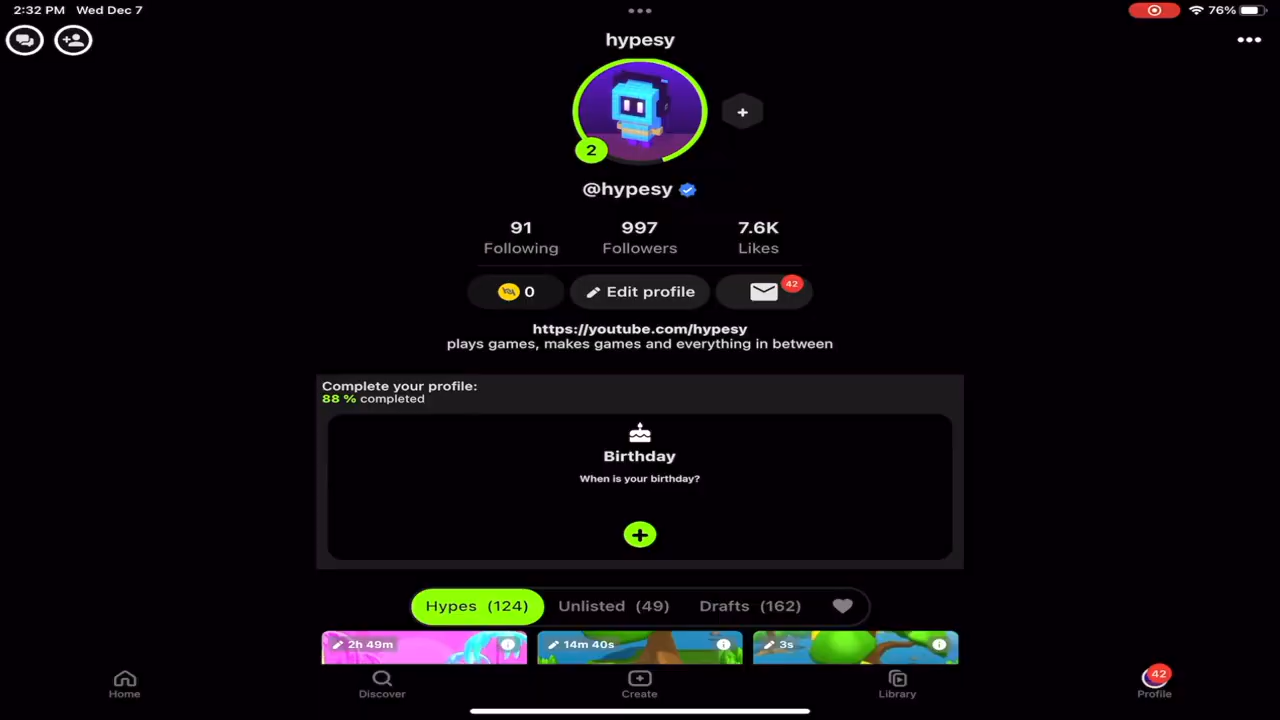 2:32 PM Wed Dec 7
76%
hypesy
2
@hypesy
91 997 7.6K
Following Followers Likes
0 Edit profile 42
https://youtube.com/hypesy
plays games, makes games and everything in between
Complete your profile:
88 % completed
Birthday
When is your birthday?
Hypes (124) Unlisted (49) Drafts (162)
2h 49m 14m 40s 3s
42
Home Discover Create Library Profile